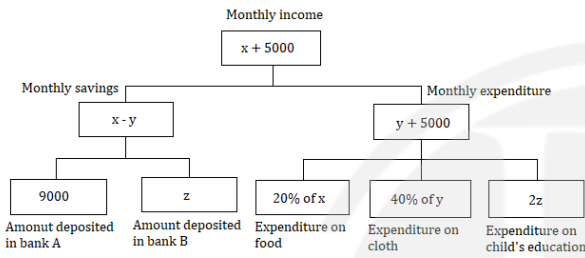 Monthly income
x + 5000
Monthly savings
Monthly expenditure
x - y
y + 5000
9000
z
20% of x
40% of y
2z
Amonut deposited
in bank A
Amount deposited
in bank B
Expenditure on
food
Expenditure on
cloth
Expenditure on
child's education